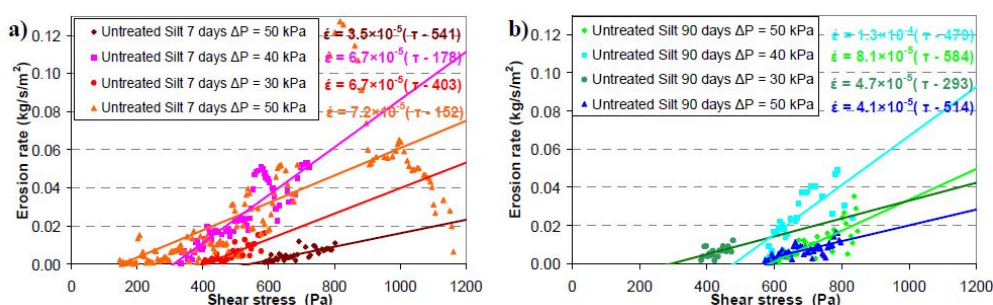 a)
Erosion rate (kg/s/m²)
0.12
0.10
0.08
0.06
0.04
0.02
0.00
Untreated Silt 7 days ΔP = 50 kPa
Untreated Silt 7 days ΔP = 40 kPa
Untreated Silt 7 days ΔP = 30 kPa
Untreated Silt 7 days ΔP = 50 kPa
ε̇ = 3.5×10⁻⁵(τ - 541)
ε̇ = 6.7×10⁻⁵(τ - 178)
ε̇ = 6.7×10⁻⁵(τ - 403)
ε̇ = 7.2×10⁻⁵(τ - 152)
0 200 400 600 800 1000 1200
Shear stress (Pa)
b)
Erosion rate (kg/s/m²)
0.12
0.10
0.08
0.06
0.04
0.02
0.00
Untreated Silt 90 days ΔP = 50 kPa
Untreated Silt 90 days ΔP = 40 kPa
Untreated Silt 90 days ΔP = 30 kPa
Untreated Silt 90 days ΔP = 50 kPa
ε̇ = 1.3×10⁻⁴(τ - 479)
ε̇ = 8.1×10⁻⁵(τ - 584)
ε̇ = 4.7×10⁻⁵(τ - 293)
ε̇ = 4.1×10⁻⁵(τ - 514)
0 200 400 600 800 1000 1200
Shear stress (Pa)